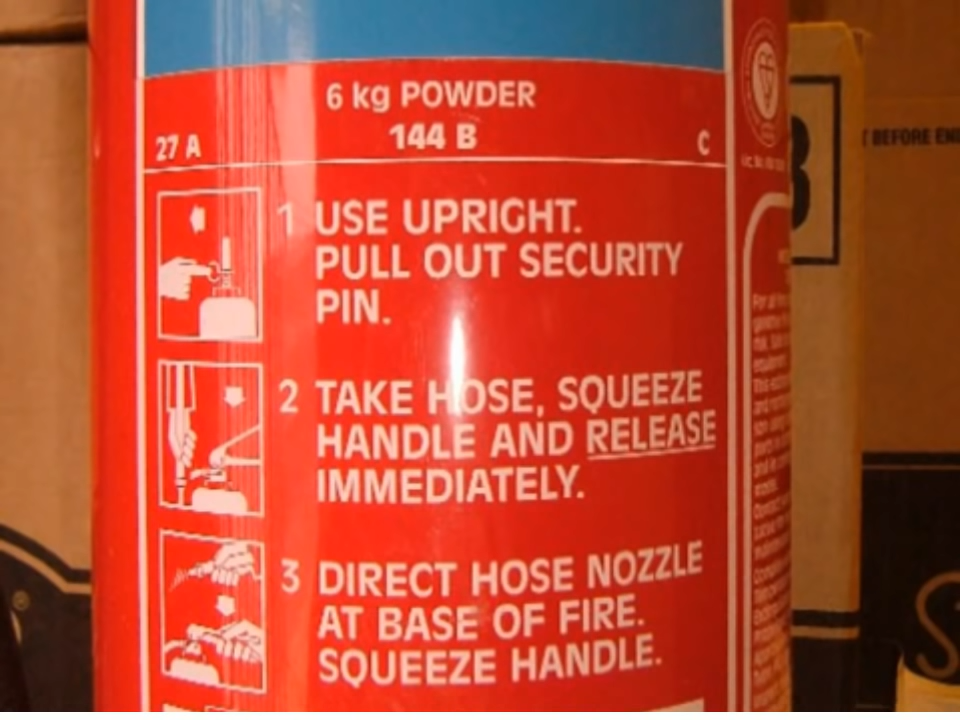 6 kg POWDER
27 A 144 B C
1 USE UPRIGHT.
PULL OUT SECURITY
PIN.
2 TAKE HOSE, SQUEEZE
HANDLE AND RELEASE
IMMEDIATELY.
3 DIRECT HOSE NOZZLE
AT BASE OF FIRE.
SQUEEZE HANDLE.
BEFORE